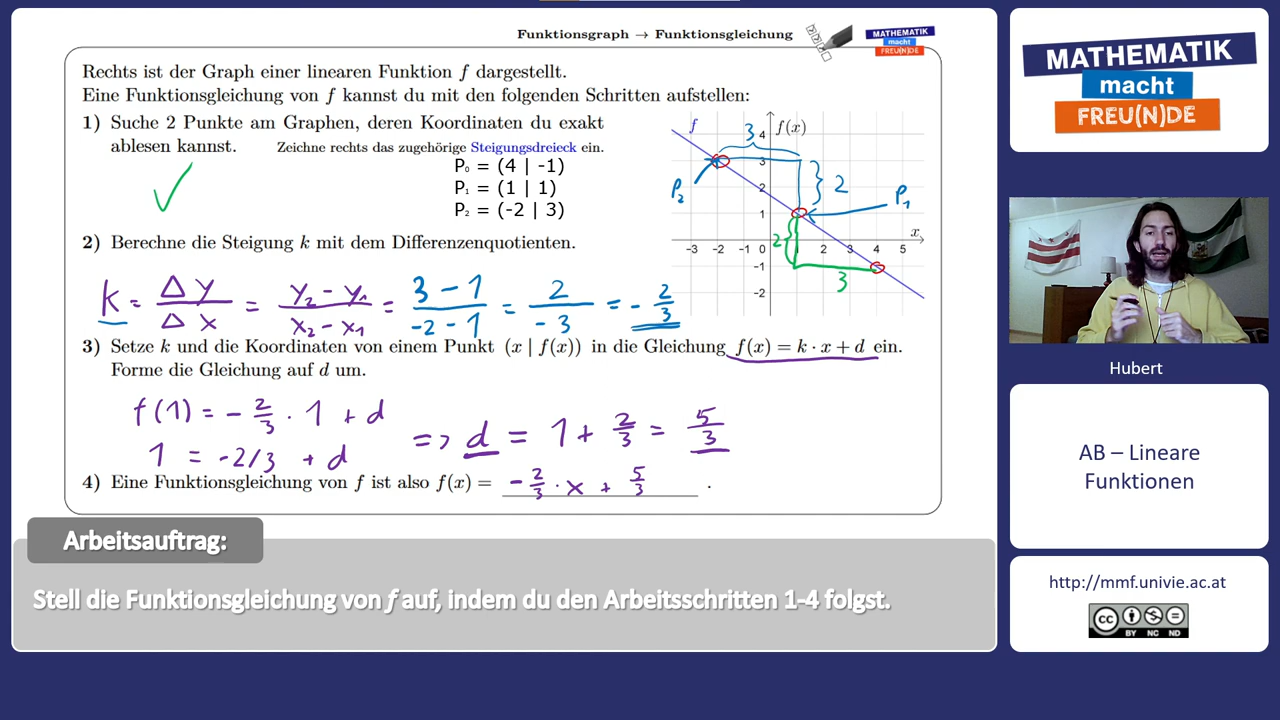 Funktionsgraph → Funktionsgleichung
MATHEMATIK
macht
FREU(N)DE
Rechts ist der Graph einer linearen Funktion f dargestellt.
Eine Funktionsgleichung von f kannst du mit den folgenden Schritten aufstellen:
1) Suche 2 Punkte am Graphen, deren Koordinaten du exakt
ablesen kannst. Zeichne rechts das zugehörige Steigungsdreieck ein.
P₀ = (4 | -1)
P₁ = (1 | 1)
P₂ = (-2 | 3)
f
f(x)
4
3
2
1
0
−1
−2
−3 −2 −1 2 3 4 5
x
3
2
P₂
P₁
2
3
2) Berechne die Steigung k mit dem Differenzenquotienten.
k = Δy/Δx = (y₂ - y₁)/(x₂ - x₁) = (3 - 1)/(-2 - 1) = 2/-3 = - 2/3
3) Setze k und die Koordinaten von einem Punkt (x | f(x)) in die Gleichung f(x) = k · x + d ein.
Forme die Gleichung auf d um.
f(1) = - 2/3 · 1 + d
1 = -2/3 + d
=> d = 1 + 2/3 = 5/3
4) Eine Funktionsgleichung von f ist also f(x) = - 2/3 · x + 5/3 .
Arbeitsauftrag:
Stell die Funktionsgleichung von f auf, indem du den Arbeitsschritten 1-4 folgst.
MATHEMATIK
macht
FREU(N)DE
Hubert
AB – Lineare
Funktionen
http://mmf.univie.ac.at
cc
BY NC ND